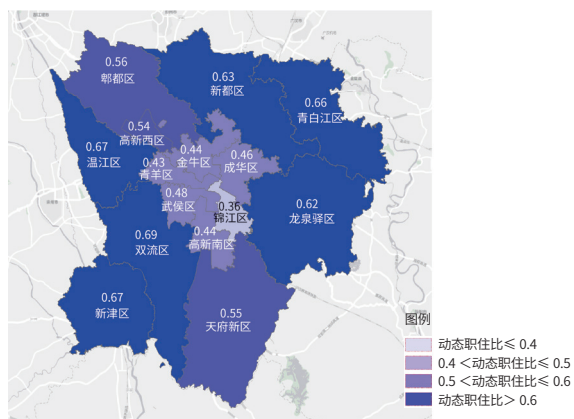 0.56
郫都区
0.63
新都区
0.66
青白江区
0.54
高新西区
0.67
温江区
0.44
金牛区
0.43
青羊区
0.46
成华区
0.48
武侯区
0.36
锦江区
0.62
龙泉驿区
0.69
双流区
0.44
高新南区
0.67
新津区
0.55
天府新区
图例
动态职住比≤ 0.4
0.4 ＜动态职住比≤ 0.5
0.5 ＜动态职住比≤ 0.6
动态职住比＞ 0.6